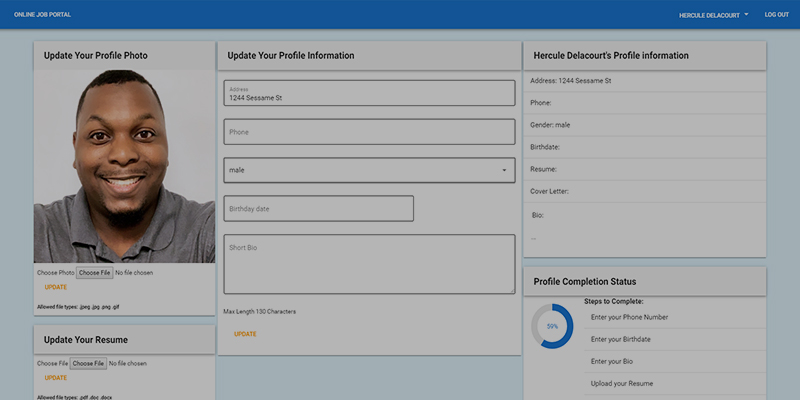 ONLINE JOB PORTAL
HERCULE DELACOURT
LOG OUT
Update Your Profile Photo
Choose Photo Choose File No file chosen
UPDATE
Allowed file types: .jpeg .jpg .png .gif
Update Your Resume
Choose File Choose File No file chosen
UPDATE
Allowed file types: .pdf .doc .docx
Update Your Profile Information
Address
1244 Sessame St
Phone
male
Birthday date
Short Bio
Max Length 130 Characters
UPDATE
Hercule Delacourt's Profile information
Address: 1244 Sessame St
Phone:
Gender: male
Birthdate:
Resume:
Cover Letter:
Bio:
...
Profile Completion Status
59%
Steps to Complete:
Enter your Phone Number
Enter your Birthdate
Enter your Bio
Upload your Resume